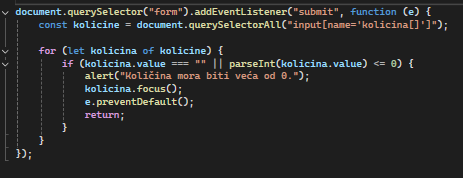 document.querySelector("form").addEventListener("submit", function (e) {
    const kolicine = document.querySelectorAll("input[name='kolicina[]']");

    for (let kolicina of kolicine) {
        if (kolicina.value === "" || parseInt(kolicina.value) <= 0) {
            alert("Količina mora biti veća od 0.");
            kolicina.focus();
            e.preventDefault();
            return;
        }
    }
});